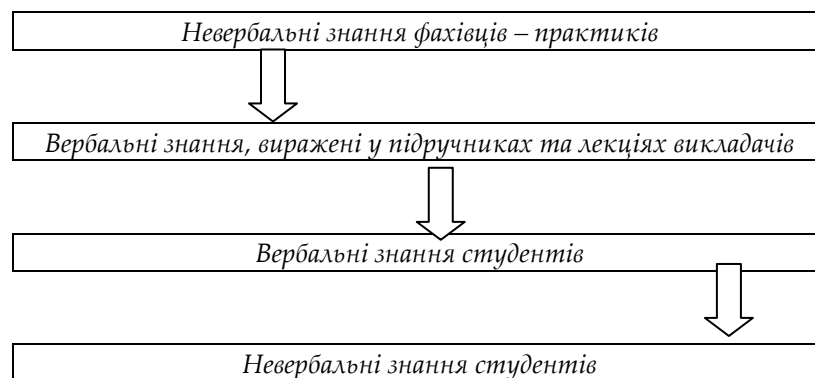 Невербальні знання фахівців – практиків
Вербальні знання, виражені у підручниках та лекціях викладачів
Вербальні знання студентів
Невербальні знання студентів